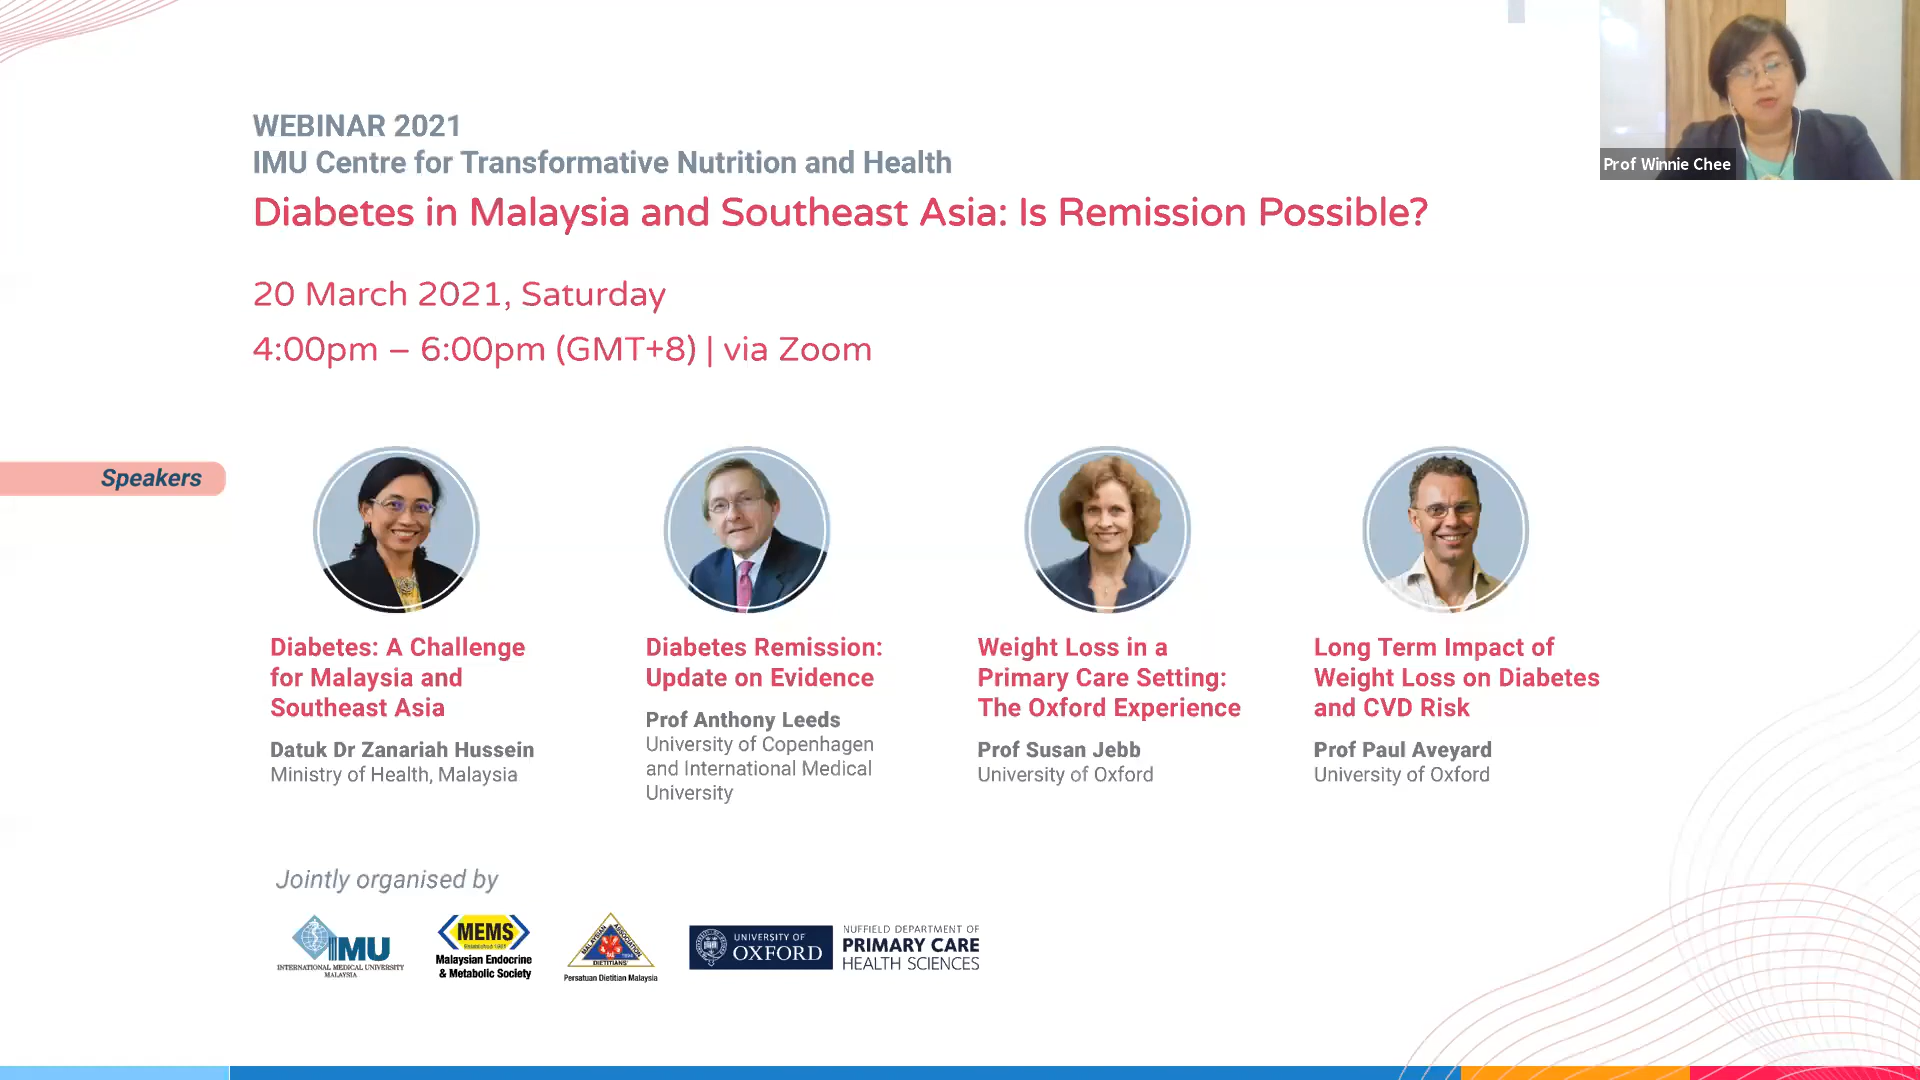 Prof Winnie Chee
WEBINAR 2021
IMU Centre for Transformative Nutrition and Health
Diabetes in Malaysia and Southeast Asia: Is Remission Possible?
20 March 2021, Saturday
4:00pm – 6:00pm (GMT+8) | via Zoom
Speakers
Diabetes: A Challenge
for Malaysia and
Southeast Asia
Datuk Dr Zanariah Hussein
Ministry of Health, Malaysia
Diabetes Remission:
Update on Evidence
Prof Anthony Leeds
University of Copenhagen
and International Medical
University
Weight Loss in a
Primary Care Setting:
The Oxford Experience
Prof Susan Jebb
University of Oxford
Long Term Impact of
Weight Loss on Diabetes
and CVD Risk
Prof Paul Aveyard
University of Oxford
Jointly organised by
IMU
INTERNATIONAL MEDICAL UNIVERSITY
MALAYSIA
MEMS
Malaysian Endocrine
& Metabolic Society
MALAYSIAN ASSOCIATION
DIETITIANS'
Persatuan Dietitian Malaysia
UNIVERSITY OF
OXFORD
NUFFIELD DEPARTMENT OF
PRIMARY CARE
HEALTH SCIENCES